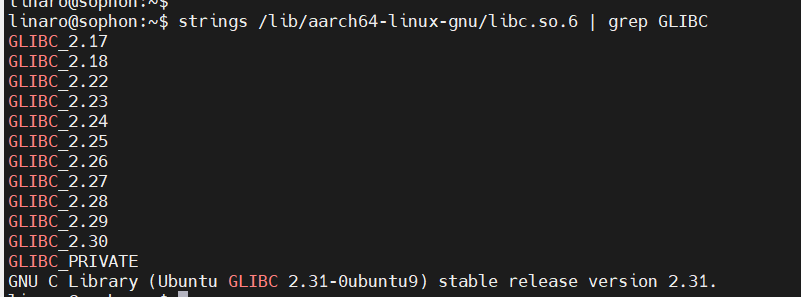 linaro@sophon:~$
linaro@sophon:~$ strings /lib/aarch64-linux-gnu/libc.so.6 | grep GLIBC
GLIBC_2.17
GLIBC_2.18
GLIBC_2.22
GLIBC_2.23
GLIBC_2.24
GLIBC_2.25
GLIBC_2.26
GLIBC_2.27
GLIBC_2.28
GLIBC_2.29
GLIBC_2.30
GLIBC_PRIVATE
GNU C Library (Ubuntu GLIBC 2.31-0ubuntu9) stable release version 2.31.
linaro@sophon:~$